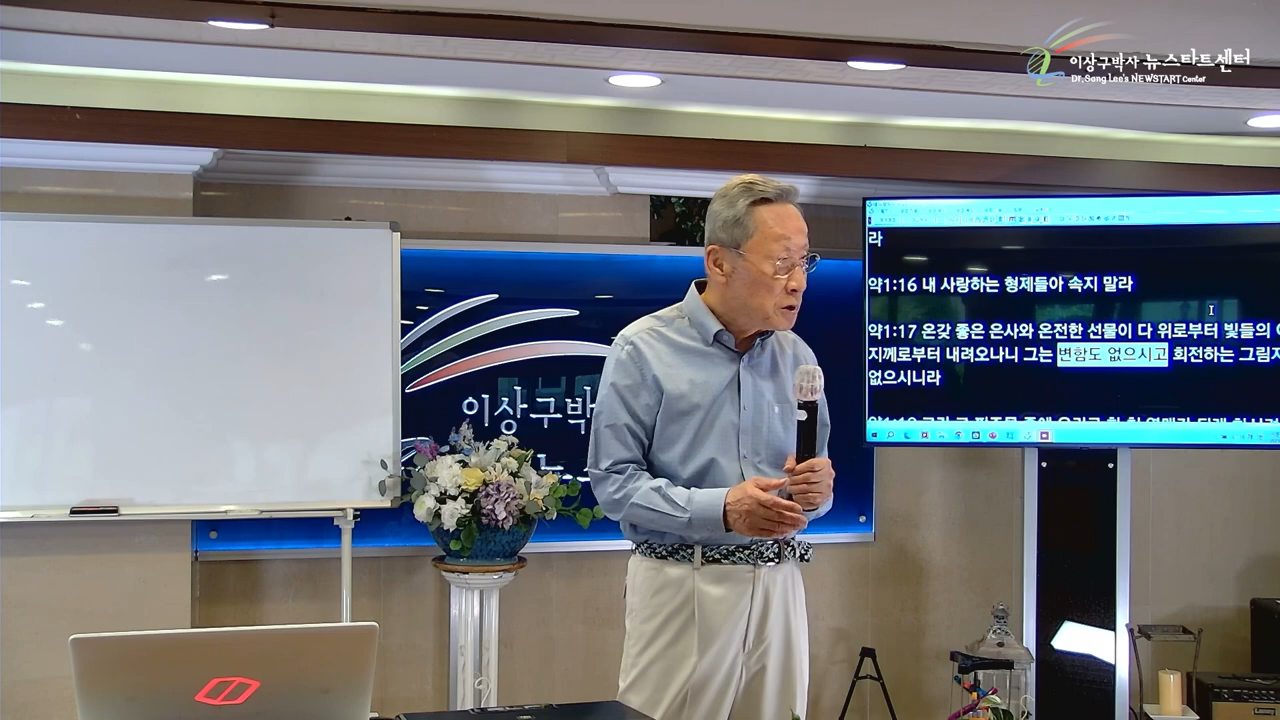 이상구박사 뉴스타트센터
Dr. Sang Lee's NEWSTART Center
라
약1:16 내 사랑하는 형제들아 속지 말라
약1:17 온갖 좋은 은사와 온전한 선물이 다 위로부터 빛들의
지께로부터 내려오나니 그는 변함도 없으시고 회전하는 그림자
없으시니라
이상구박
Laney